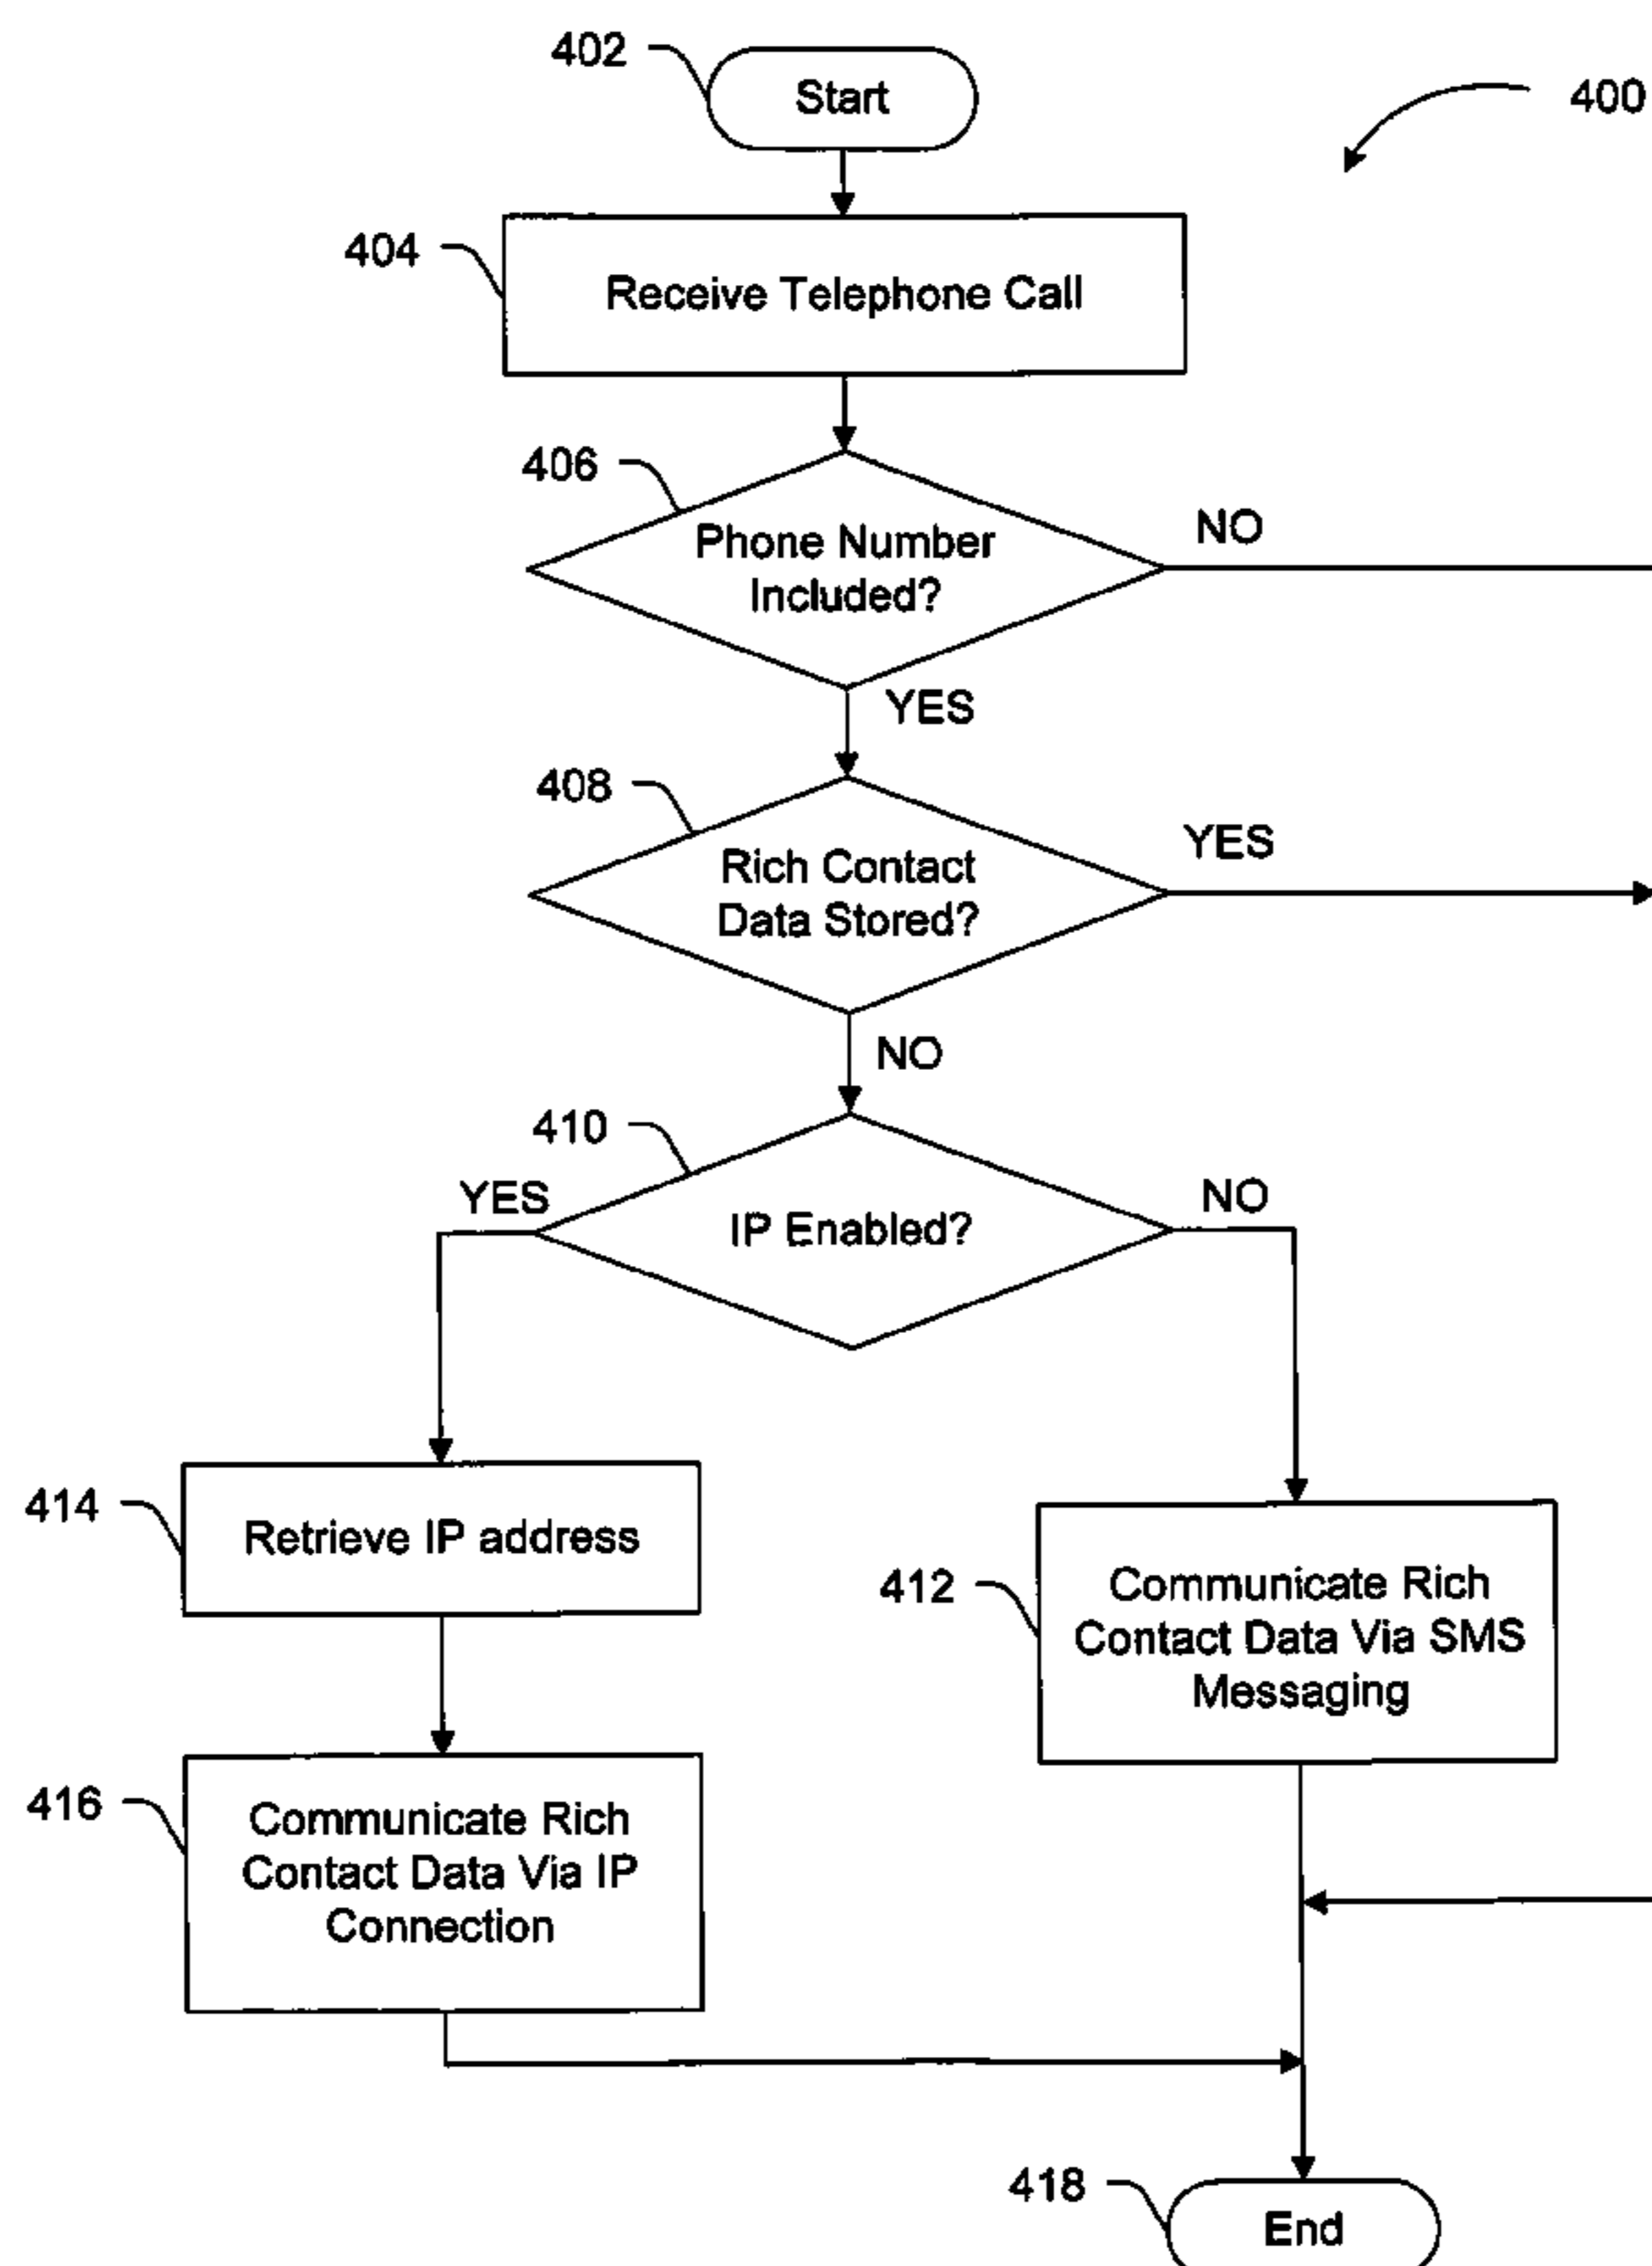 402
Start
400
404
Receive Telephone Call
406
Phone Number
Included?
NO
YES
408
Rich Contact
Data Stored?
YES
NO
410
YES
IP Enabled?
NO
414
Retrieve IP address
412
Communicate Rich
Contact Data Via SMS
Messaging
416
Communicate Rich
Contact Data Via IP
Connection
418
End